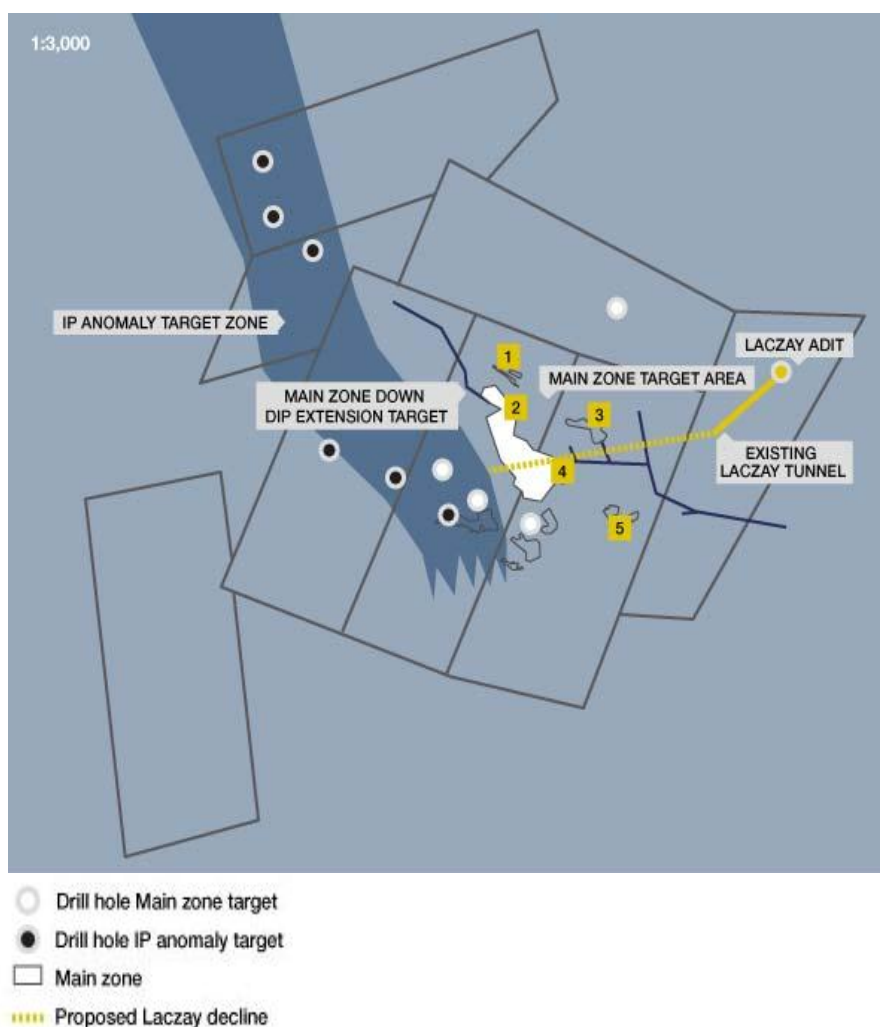 1:3,000
IP ANOMALY TARGET ZONE
LACZAY ADIT
1
MAIN ZONE TARGET AREA
MAIN ZONE DOWN
DIP EXTENSION TARGET
2
3
EXISTING
LACZAY TUNNEL
4
5
Drill hole Main zone target
Drill hole IP anomaly target
Main zone
Proposed Laczay decline